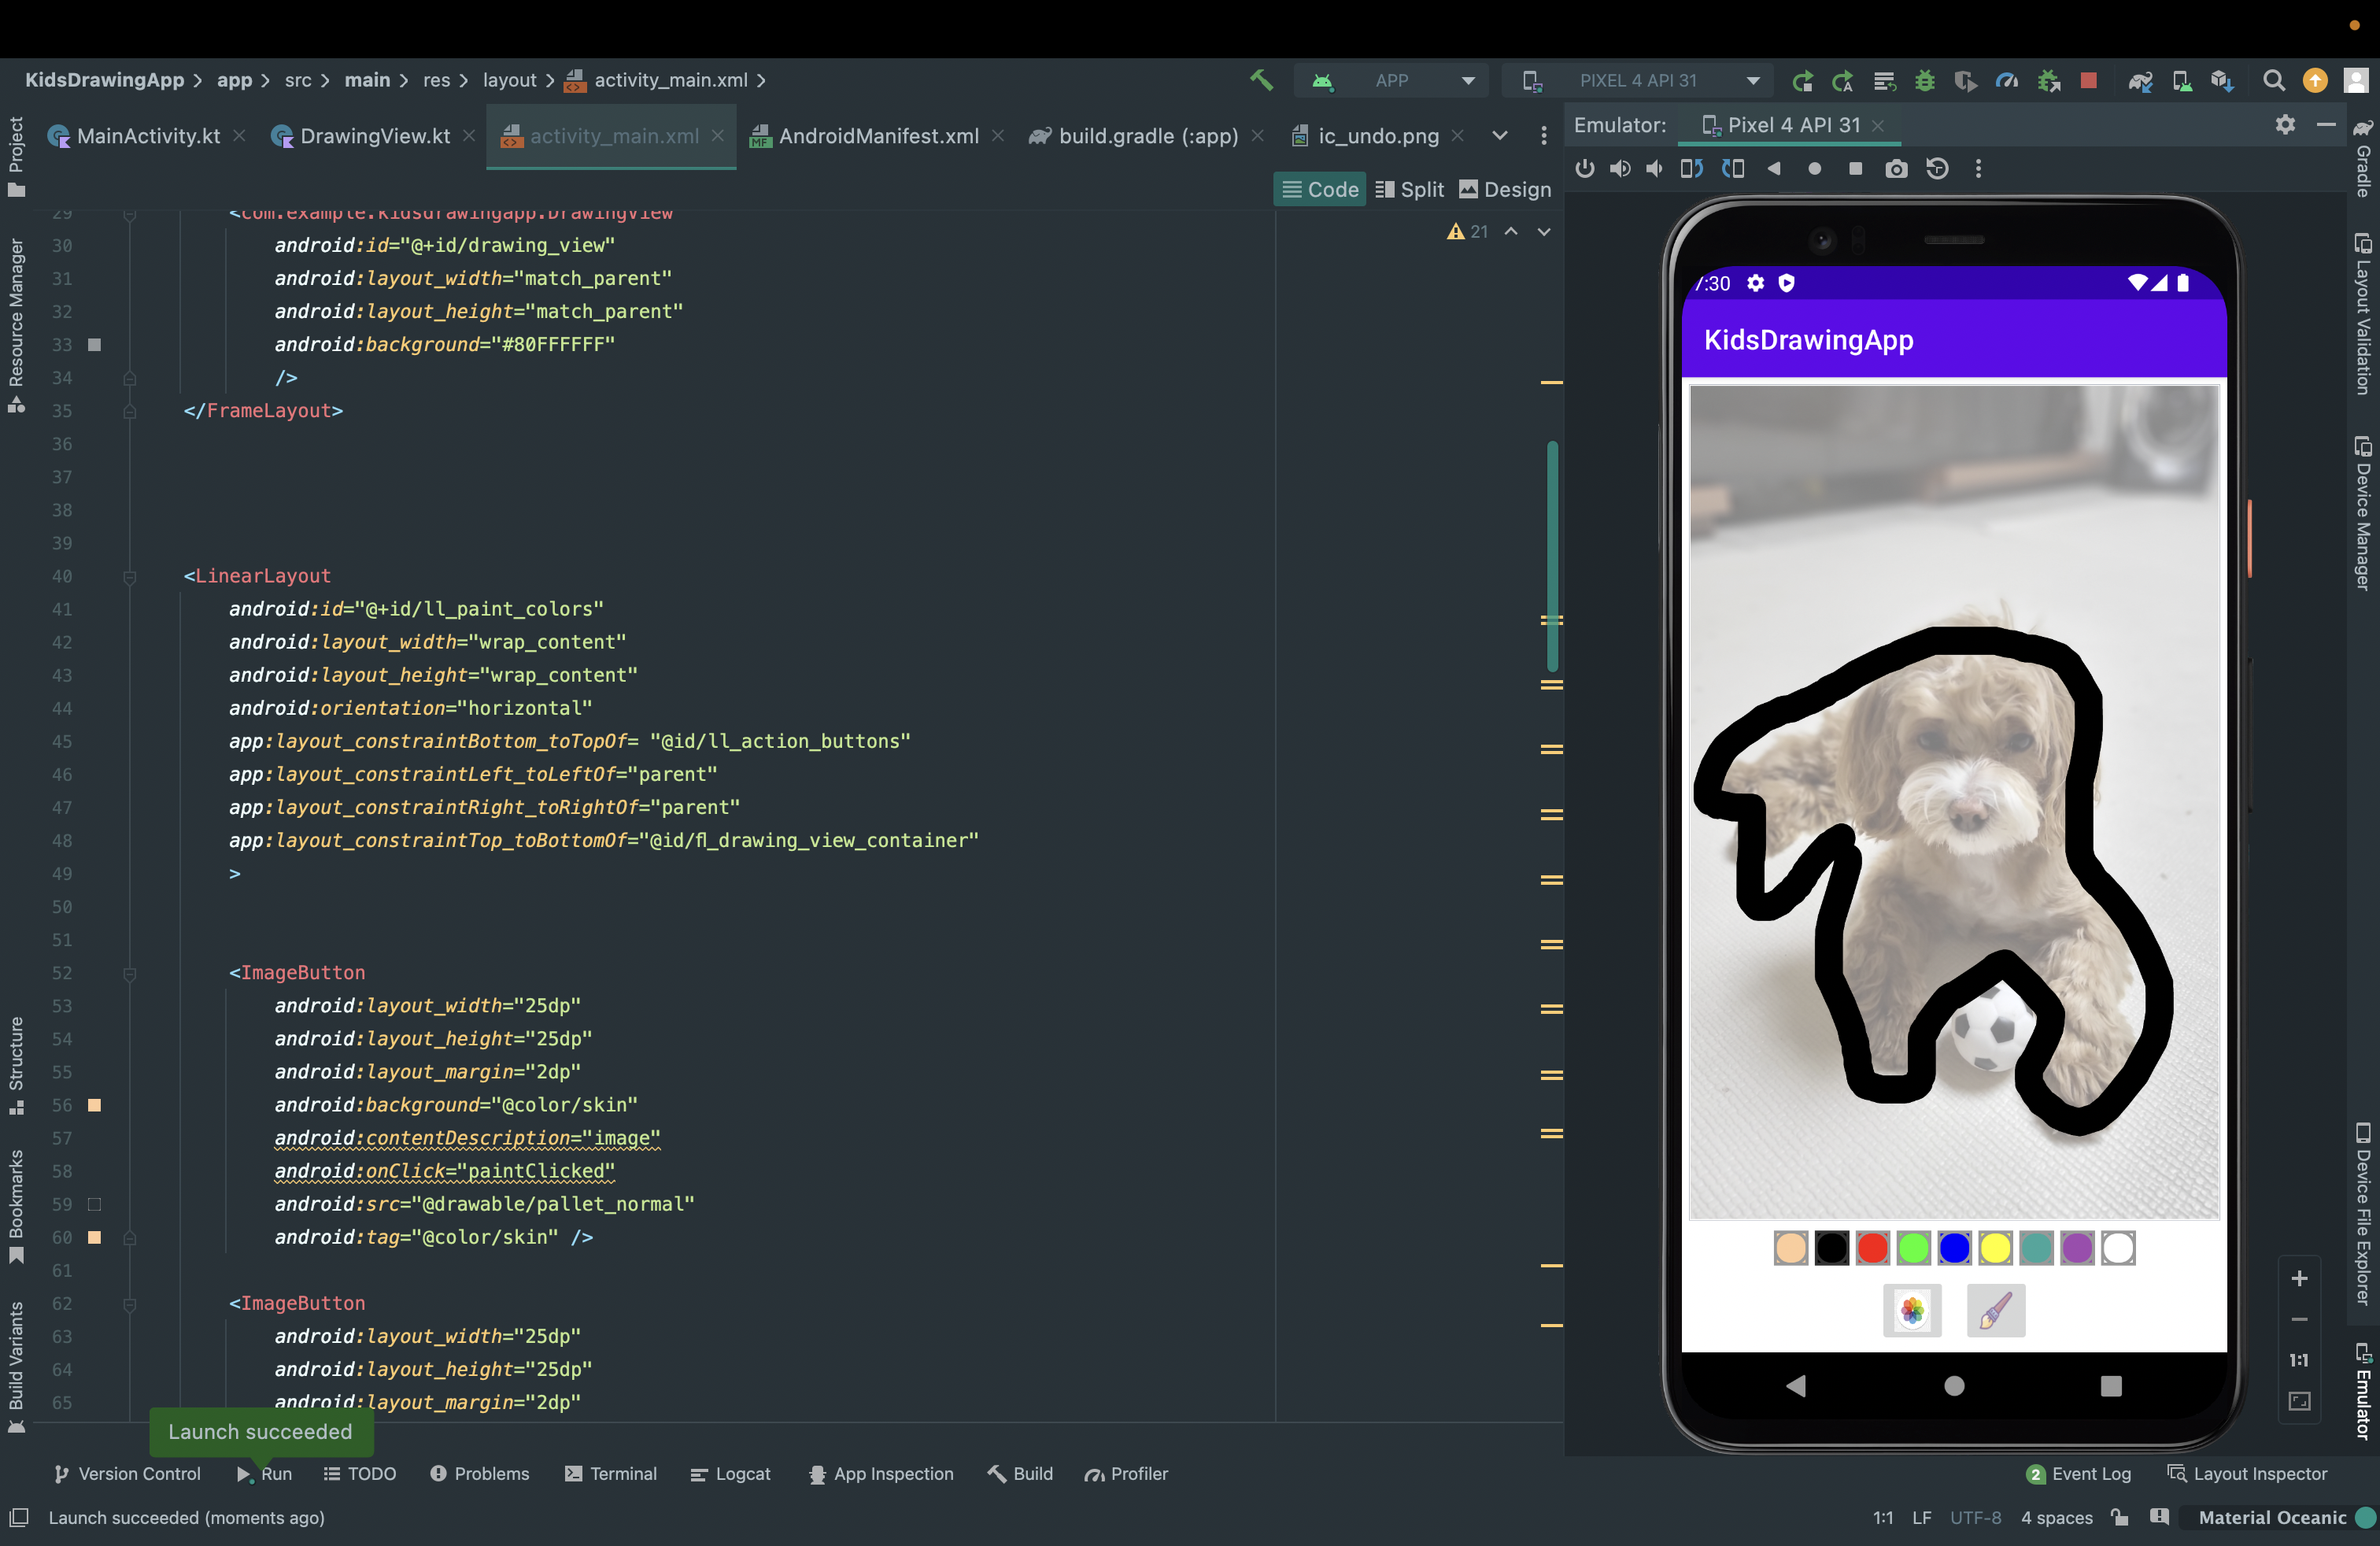 KidsDrawingApp > app > src > main > res > layout > activity_main.xml >
APP
PIXEL 4 API 31
MainActivity.kt
DrawingView.kt
activity_main.xml
AndroidManifest.xml
build.gradle (:app)
ic_undo.png
Code
Split
Design
21
29 <com.example.kidsdrawingapp.DrawingView
30 android:id="@+id/drawing_view"
31 android:layout_width="match_parent"
32 android:layout_height="match_parent"
33 android:background="#80FFFFFF"
34 />
35 </FrameLayout>
36
37
38
39
40 <LinearLayout
41 android:id="@+id/ll_paint_colors"
42 android:layout_width="wrap_content"
43 android:layout_height="wrap_content"
44 android:orientation="horizontal"
45 app:layout_constraintBottom_toTopOf= "@id/ll_action_buttons"
46 app:layout_constraintLeft_toLeftOf="parent"
47 app:layout_constraintRight_toRightOf="parent"
48 app:layout_constraintTop_toBottomOf="@id/fl_drawing_view_container"
49 >
50
51
52 <ImageButton
53 android:layout_width="25dp"
54 android:layout_height="25dp"
55 android:layout_margin="2dp"
56 android:background="@color/skin"
57 android:contentDescription="image"
58 android:onClick="paintClicked"
59 android:src="@drawable/pallet_normal"
60 android:tag="@color/skin" />
61
62 <ImageButton
63 android:layout_width="25dp"
64 android:layout_height="25dp"
65 android:layout_margin="2dp"
Project
Resource Manager
Structure
Bookmarks
Build Variants
Emulator:
Pixel 4 API 31
7:30
KidsDrawingApp
1:1
Gradle
Layout Validation
Device Manager
Device File Explorer
Emulator
Launch succeeded
Version Control
Run
TODO
Problems
Terminal
Logcat
App Inspection
Build
Profiler
2 Event Log
Layout Inspector
Launch succeeded (moments ago)
1:1
LF
UTF-8
4 spaces
Material Oceanic